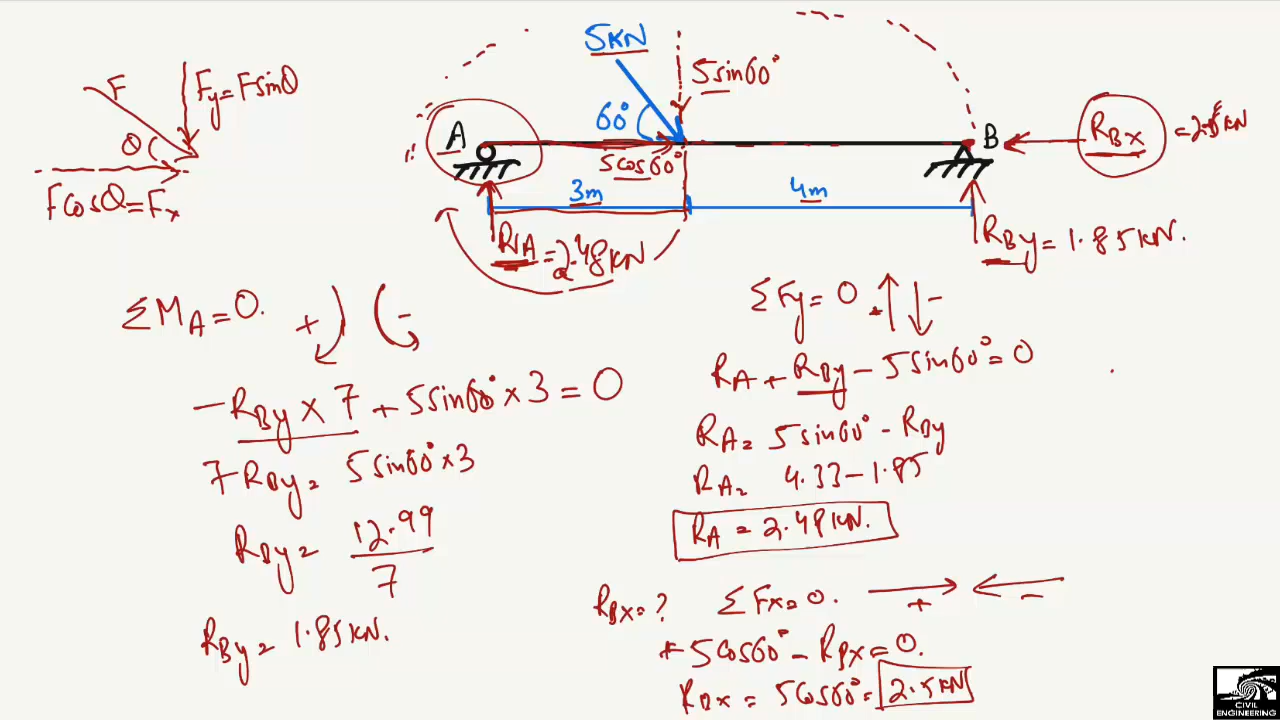 F
Fy = Fsinθ
θ
Fcosθ = Fx
5KN
5sin60°
60°
A
B
RBx = 2.5KN
5cos60°
3m
4m
RA = 2.48KN
RBy = 1.85KN.
ΣMA = 0. + -
-RBy × 7 + 5sin60° × 3 = 0
7RBy = 5sin60° × 3
RBy = 12.99
7
RBy = 1.85KN.
ΣFy = 0 + -
RA + RBy - 5sin60° = 0
RA = 5sin60° - RBy
RA = 4.33 - 1.85
RA = 2.48KN.
RBx = ? ΣFx = 0. + -
+5cos60° - RBx = 0.
RBx = 5cos60° = 2.5KN
CIVIL
ENGINEERING